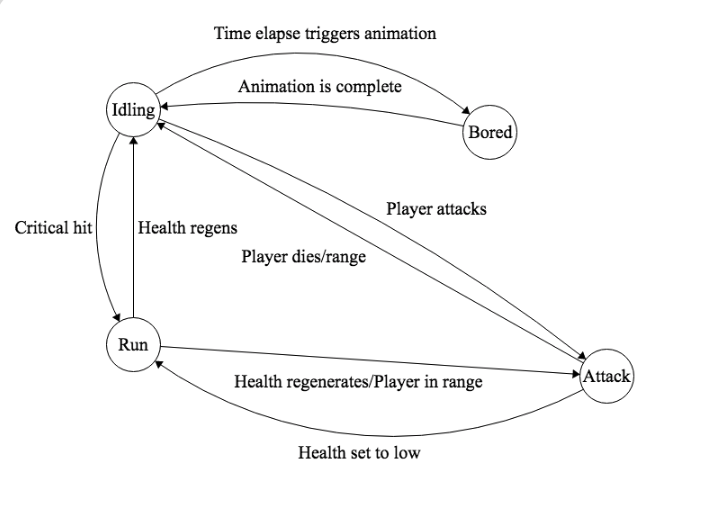 Time elapse triggers animation
Animation is complete
Idling
Bored
Player attacks
Critical hit
Health regens
Player dies/range
Run
Attack
Health regenerates/Player in range
Health set to low